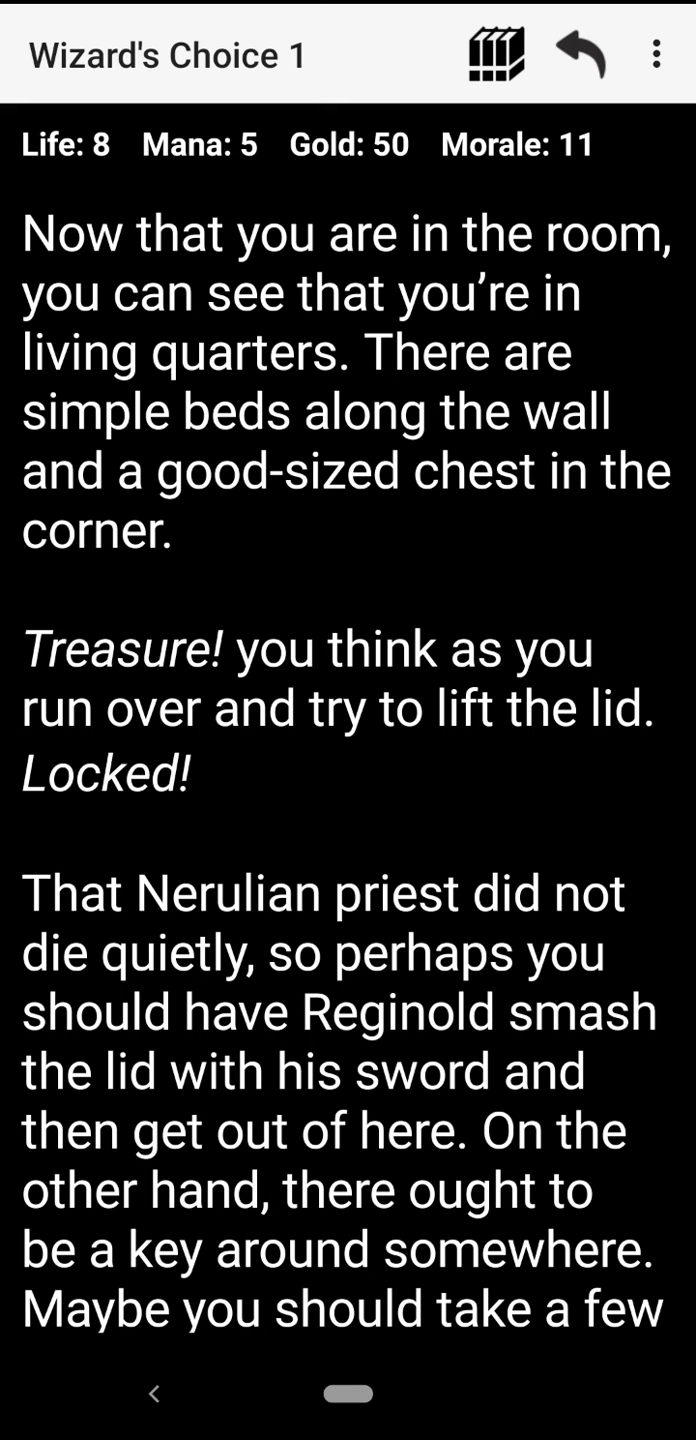 Wizard's Choice 1
Life: 8 Mana: 5 Gold: 50 Morale: 11
Now that you are in the room,
you can see that you’re in
living quarters. There are
simple beds along the wall
and a good-sized chest in the
corner.
Treasure! you think as you
run over and try to lift the lid.
Locked!
That Nerulian priest did not
die quietly, so perhaps you
should have Reginold smash
the lid with his sword and
then get out of here. On the
other hand, there ought to
be a key around somewhere.
Maybe you should take a few